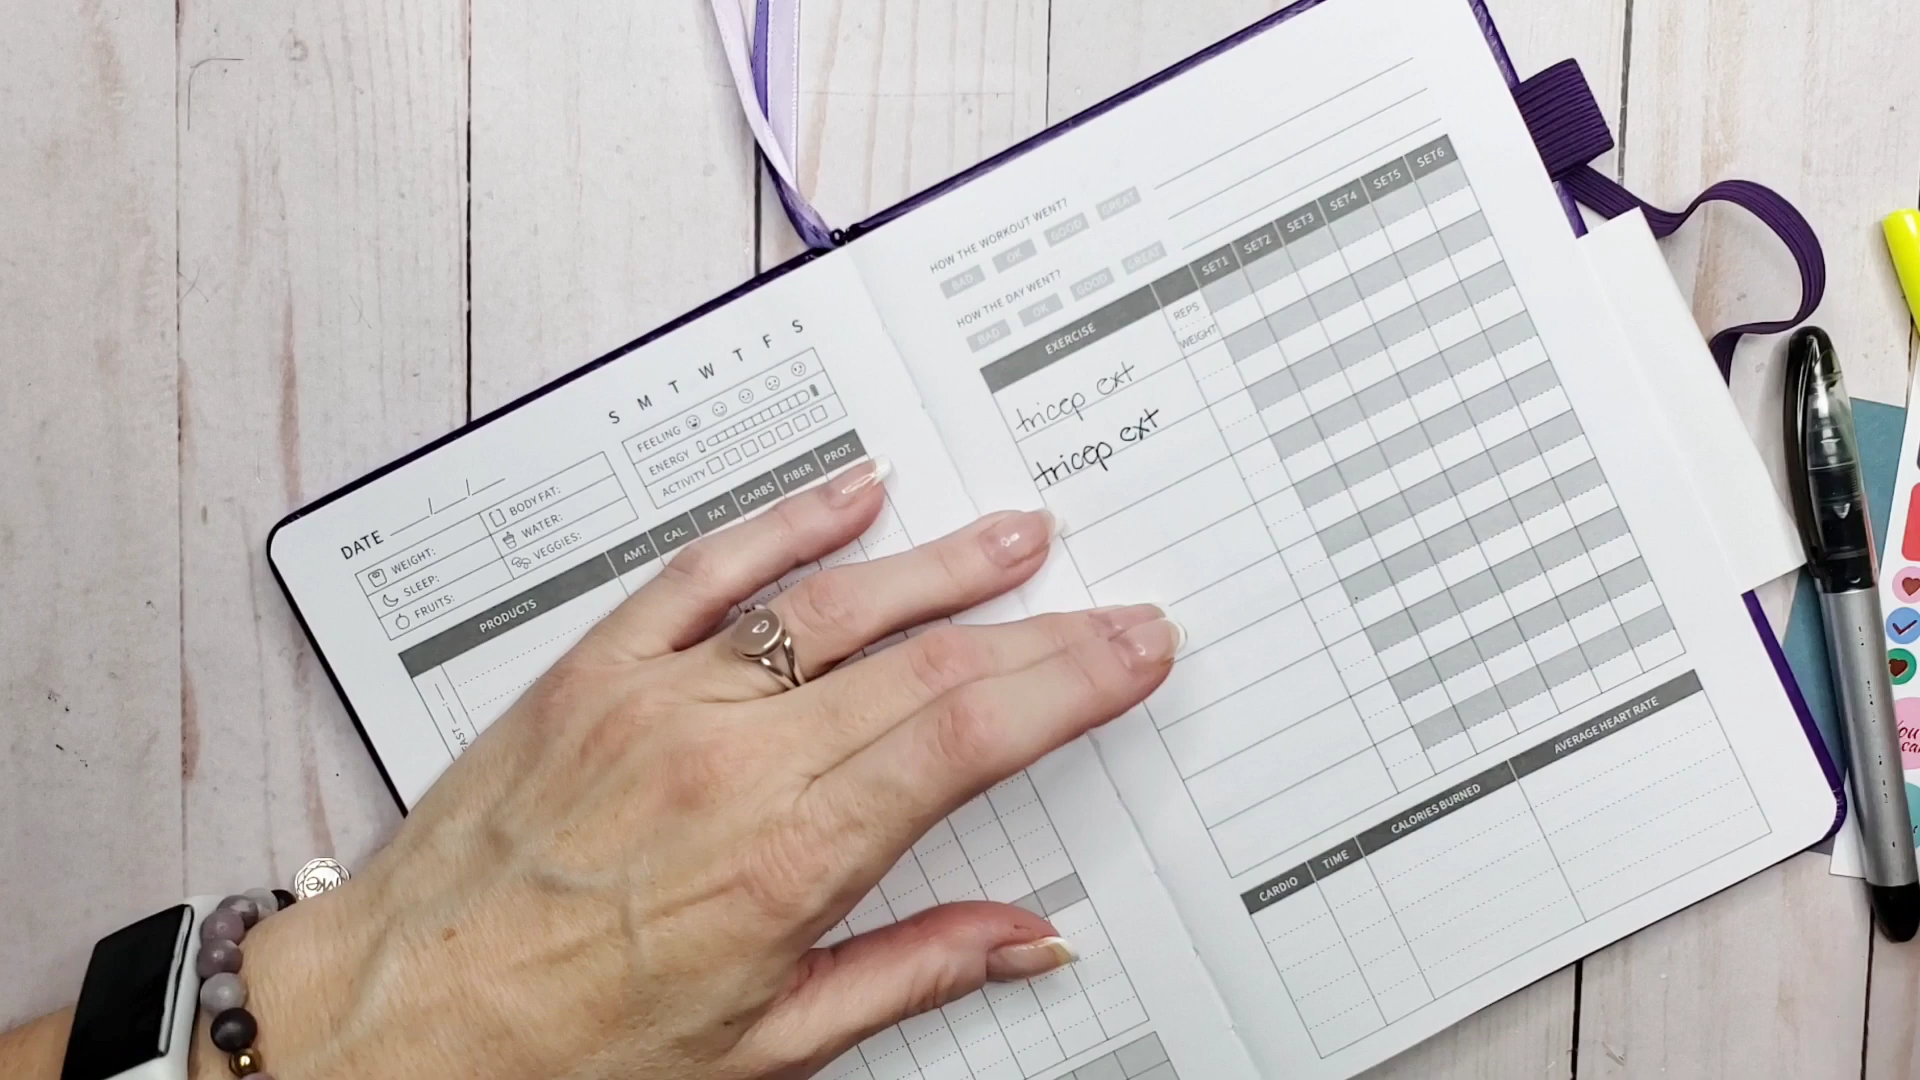 S M T W T F S
DATE / /
WEIGHT:
BODY FAT:
SLEEP:
WATER:
FRUITS:
VEGGIES:
FEELING
ENERGY
ACTIVITY
PRODUCTS AMT. CAL. FAT CARBS FIBER PROT.
HOW THE WORKOUT WENT?
BAD OK GOOD GREAT
HOW THE DAY WENT?
BAD OK GOOD GREAT
EXERCISE SET1 SET2 SET3 SET4 SET5 SET6
REPS
WEIGHT
tricep ext
tricep ext
CARDIO TIME CALORIES BURNED AVERAGE HEART RATE